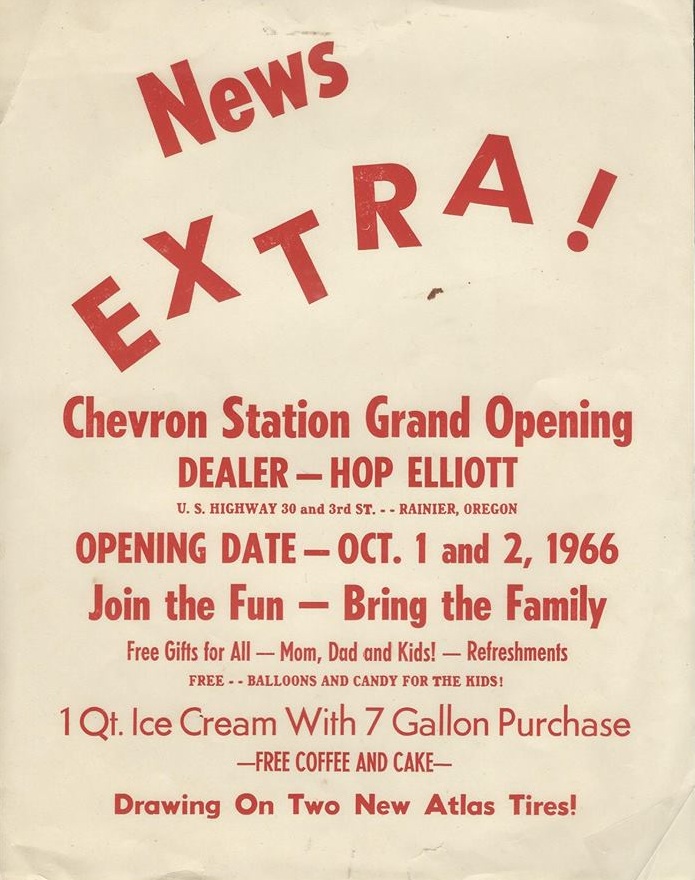 News
EXTRA!
Chevron Station Grand Opening
DEALER — HOP ELLIOTT
U. S. HIGHWAY 30 and 3rd ST. - - RAINIER, OREGON
OPENING DATE — OCT. 1 and 2, 1966
Join the Fun — Bring the Family
Free Gifts for All — Mom, Dad and Kids! — Refreshments
FREE - - BALLOONS AND CANDY FOR THE KIDS!
1 Qt. Ice Cream With 7 Gallon Purchase
—FREE COFFEE AND CAKE—
Drawing On Two New Atlas Tires!